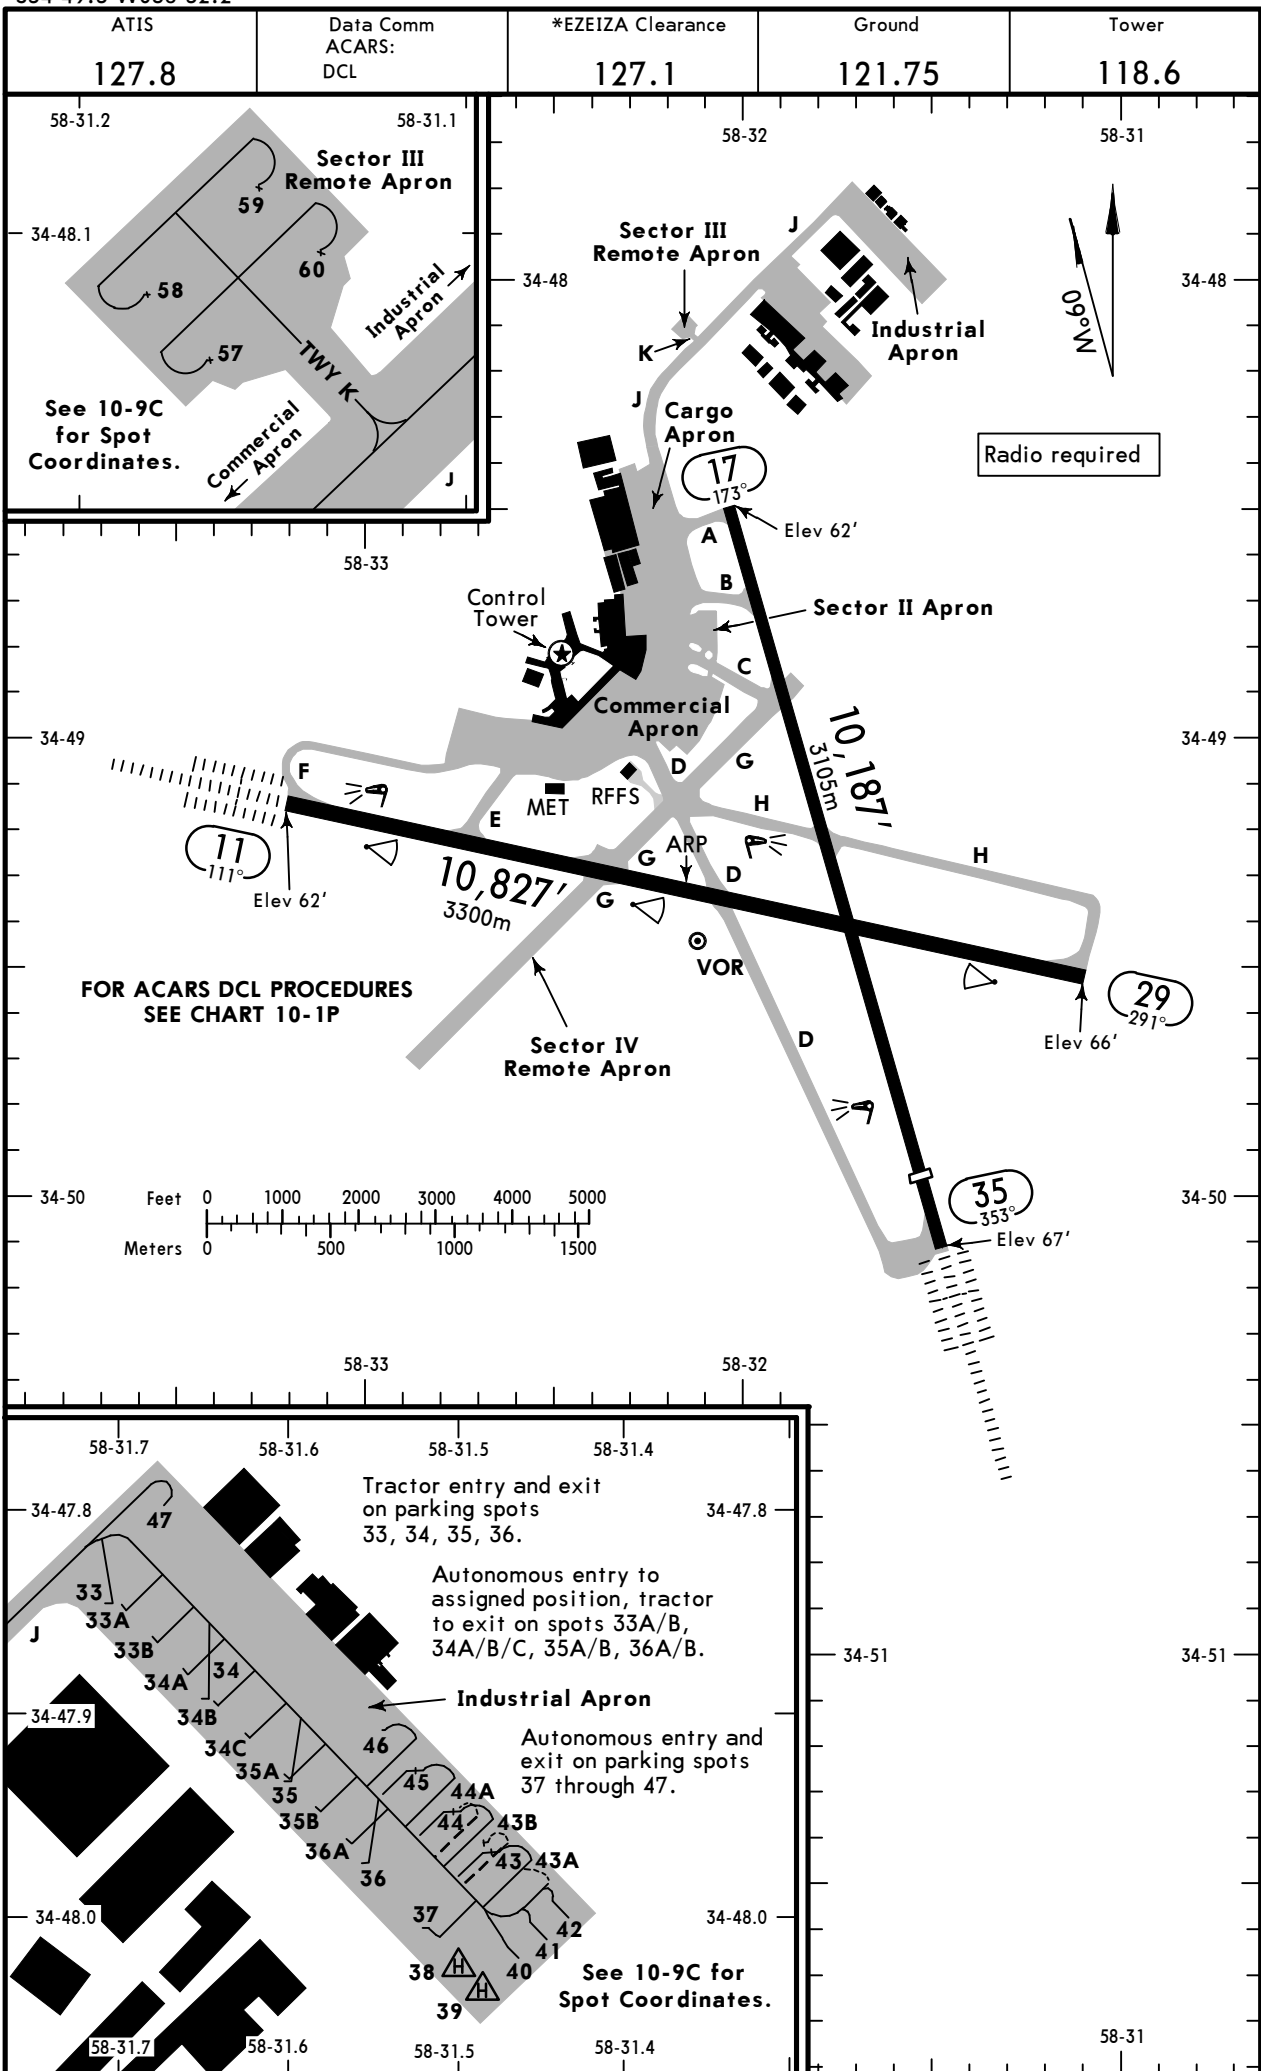 ATIS
127.8
Data Comm
ACARS:
DCL
*EZEIZA Clearance
127.1
Ground
121.75
Tower
118.6
58-31.2
58-31.1
Sector III
Remote Apron
59
34-48.1
60
58
57
Industrial
Apron
TWY K
See 10-9C
for Spot
Coordinates.
Commercial
Apron
J
58-32
58-31
J
Sector III
Remote Apron
34-48
34-48
K
Industrial
Apron
09°W
J
Cargo
Apron
Radio required
17
173°
Elev 62'
A
58-33
B
Control
Tower
Sector II Apron
C
Commercial
Apron
34-49
34-49
10,187'
3105m
D
G
F
MET
RFFS
H
E
11
111°
ARP
G
D
H
10,827'
3300m
Elev 62'
G
VOR
FOR ACARS DCL PROCEDURES
SEE CHART 10-1P
29
291°
Elev 66'
Sector IV
Remote Apron
D
34-50
34-50
Feet 0 1000 2000 3000 4000 5000
Meters 0 500 1000 1500
35
353°
Elev 67'
58-33
58-32
58-31.7
58-31.6
58-31.5
58-31.4
Tractor entry and exit
on parking spots
33, 34, 35, 36.
34-47.8
34-47.8
47
Autonomous entry to
assigned position, tractor
to exit on spots 33A/B,
34A/B/C, 35A/B, 36A/B.
33
33A
J
33B
34A
34
34B
34C
35A
35
35B
36A
36
Industrial Apron
34-51
34-51
34-47.9
Autonomous entry and
exit on parking spots
37 through 47.
46
45
44A
44
43B
43
43A
37
42
41
40
34-48.0
34-48.0
38
H
39
H
See 10-9C for
Spot Coordinates.
58-31.7
58-31.6
58-31.5
58-31.4
58-31